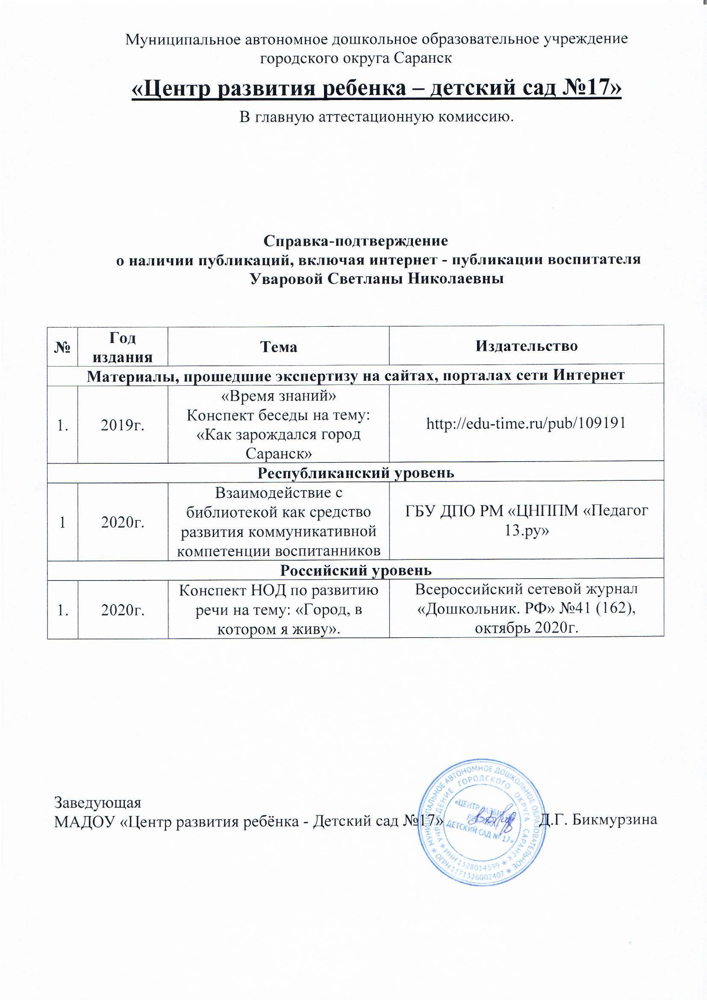 Муниципальное автономное дошкольное образовательное учреждение
городского округа Саранск
«Центр развития ребенка – детский сад №17»
В главную аттестационную комиссию.
Справка-подтверждение
о наличии публикаций, включая интернет - публикации воспитателя
Уваровой Светланы Николаевны
№
Год
издания
Тема
Издательство
Материалы, прошедшие экспертизу на сайтах, порталах сети Интернет
1.
2019г.
«Время знаний»
Конспект беседы на тему:
«Как зарождался город
Саранск»
http://edu-time.ru/pub/109191
Республиканский уровень
1
2020г.
Взаимодействие с
библиотекой как средство
развития коммуникативной
компетенции воспитанников
ГБУ ДПО РМ «ЦНППМ «Педагог
13.ру»
Российский уровень
1.
2020г.
Конспект НОД по развитию
речи на тему: «Город, в
котором я живу».
Всероссийский сетевой журнал
«Дошкольник. РФ» №41 (162),
октябрь 2020г.
Заведующая
МАДОУ «Центр развития ребёнка - Детский сад №17»
Д.Г. Бикмурзина
МУНИЦИПАЛЬНОЕ АВТОНОМНОЕ ДОШКОЛЬНОЕ ОБРАЗОВАТЕЛЬНОЕ
УЧРЕЖДЕНИЕ ГОРОДСКОГО ОКРУГА САРАНСК
ОГРН 1171326002407
ИНН 1328014599
«ЦЕНТР РАЗВИТИЯ
РЕБЕНКА-
ДЕТСКИЙ САД № 17»